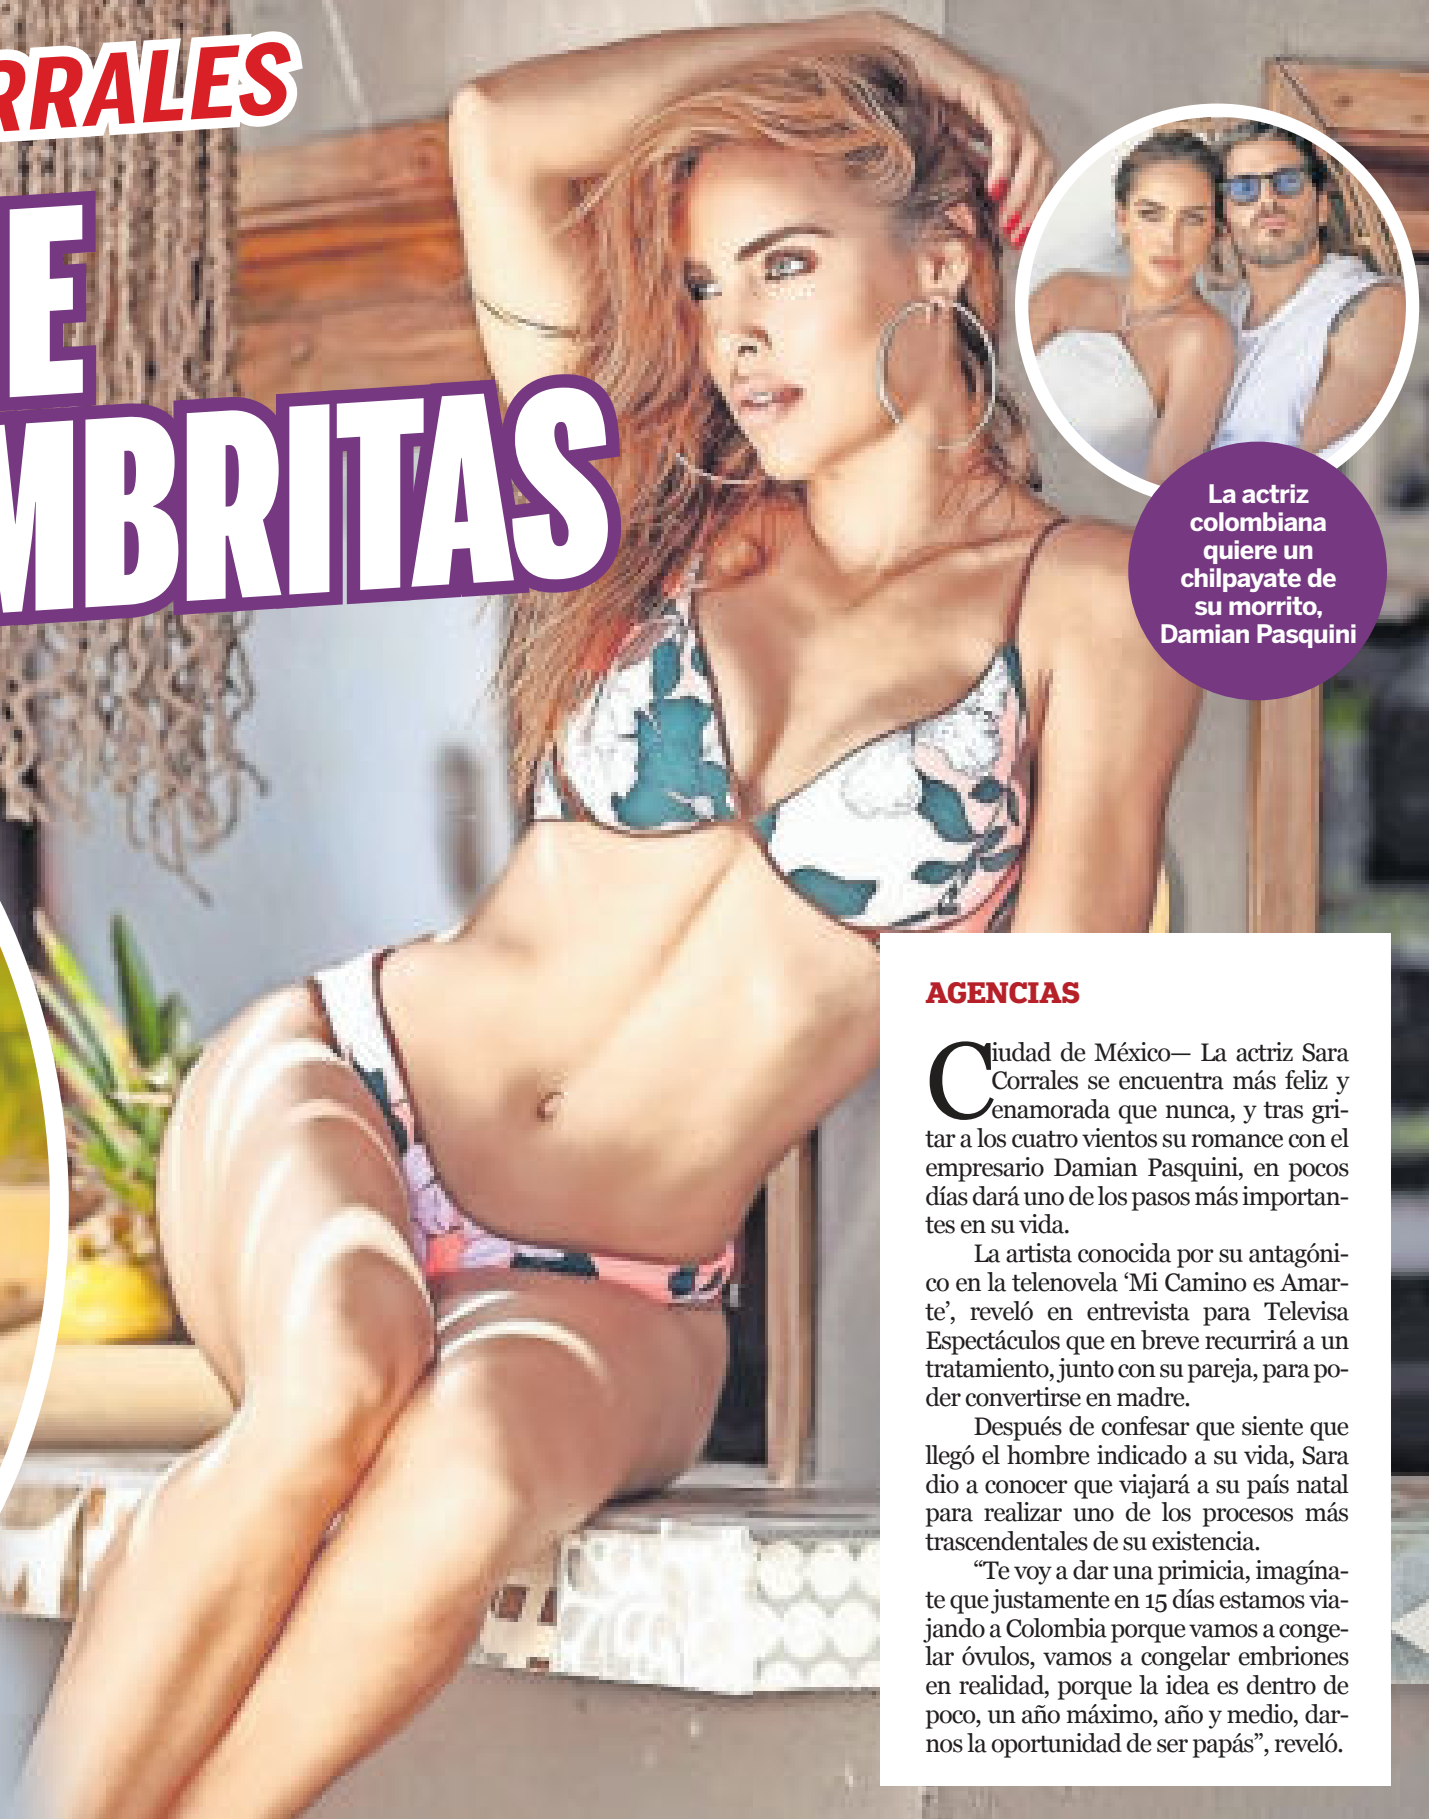 RRALES
E
MBRITAS
La actriz
colombiana
quiere un
chilpayate de
su morrito,
Damian Pasquini
AGENCIAS
Ciudad de México— La actriz Sara
Corrales se encuentra más feliz y
enamorada que nunca, y tras gri-
tar a los cuatro vientos su romance con el
empresario Damian Pasquini, en pocos
días dará uno de los pasos más importan-
tes en su vida.
La artista conocida por su antagóni-
co en la telenovela ‘Mi Camino es Amar-
te’, reveló en entrevista para Televisa
Espectáculos que en breve recurrirá a un
tratamiento, junto con su pareja, para po-
der convertirse en madre.
Después de confesar que siente que
llegó el hombre indicado a su vida, Sara
dio a conocer que viajará a su país natal
para realizar uno de los procesos más
trascendentales de su existencia.
“Te voy a dar una primicia, imagína-
te que justamente en 15 días estamos via-
jando a Colombia porque vamos a conge-
lar óvulos, vamos a congelar embriones
en realidad, porque la idea es dentro de
poco, un año máximo, año y medio, dar-
nos la oportunidad de ser papás”, reveló.